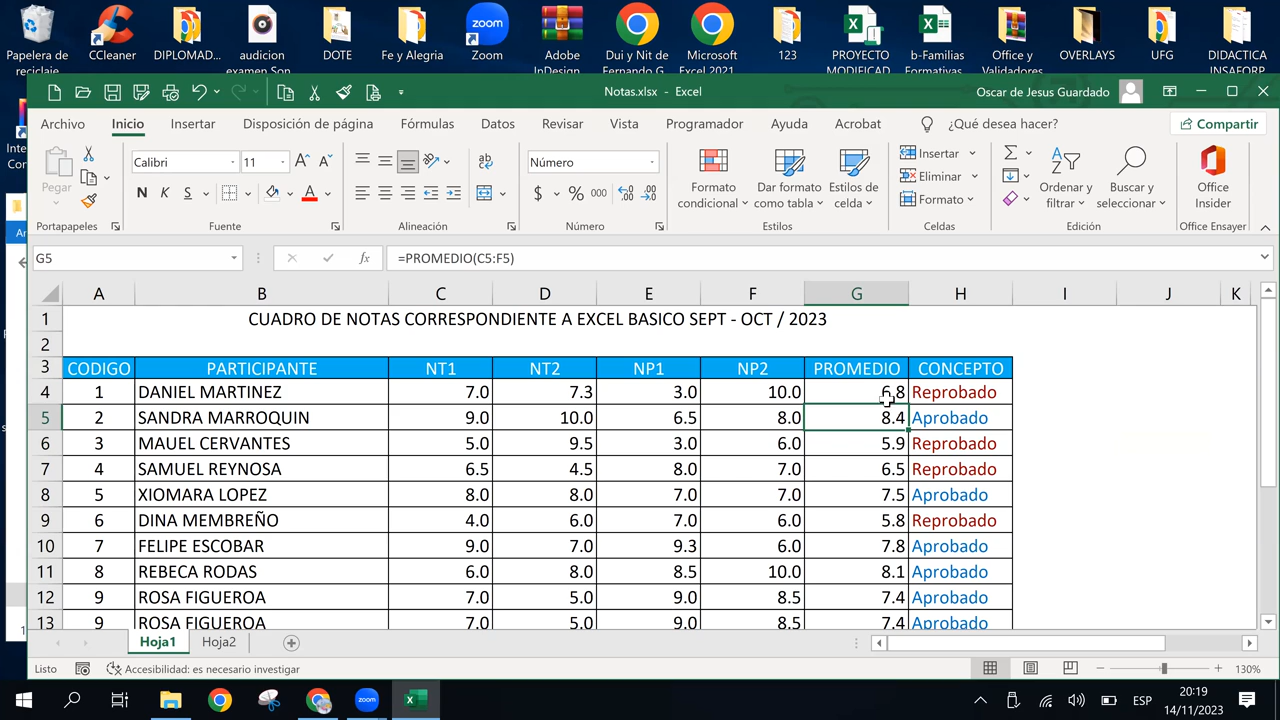 Papelera de reciclaje
CCleaner
DIPLOMAD...
audicion examen Son
DOTE
Fe y Alegria
Zoom
zoom
Adobe InDesign
Dui y Nit de Fernando G
Microsoft Excel 2021
123
PROYECTO MODIFICAD
b-Familias Formativas
Office y Validadores
OVERLAYS
UFG
DIDACTICA INSAFORP
Notas.xlsx - Excel
Oscar de Jesus Guardado
Archivo Inicio Insertar Disposición de página Fórmulas Datos Revisar Vista Programador Ayuda Acrobat ¿Qué desea hacer? Compartir
Pegar
Calibri 11
N K S
Número
$ % 000
Formato condicional
Dar formato como tabla
Estilos de celda
Insertar
Eliminar
Formato
Ordenar y filtrar
Buscar y seleccionar
Office Insider
Portapapeles Fuente Alineación Número Estilos Celdas Edición Office Ensayer
G5 fx =PROMEDIO(C5:F5)
A B C D E F G H I J K
1 CUADRO DE NOTAS CORRESPONDIENTE A EXCEL BASICO SEPT - OCT / 2023
2
3 CODIGO PARTICIPANTE NT1 NT2 NP1 NP2 PROMEDIO CONCEPTO
4 1 DANIEL MARTINEZ 7.0 7.3 3.0 10.0 6.8 Reprobado
5 2 SANDRA MARROQUIN 9.0 10.0 6.5 8.0 8.4 Aprobado
6 3 MAUEL CERVANTES 5.0 9.5 3.0 6.0 5.9 Reprobado
7 4 SAMUEL REYNOSA 6.5 4.5 8.0 7.0 6.5 Reprobado
8 5 XIOMARA LOPEZ 8.0 8.0 7.0 7.0 7.5 Aprobado
9 6 DINA MEMBREÑO 4.0 6.0 7.0 6.0 5.8 Reprobado
10 7 FELIPE ESCOBAR 9.0 7.0 9.3 6.0 7.8 Aprobado
11 8 REBECA RODAS 6.0 8.0 8.5 10.0 8.1 Aprobado
12 9 ROSA FIGUEROA 7.0 5.0 9.0 8.5 7.4 Aprobado
13 9 ROSA FIGUEROA 7.0 5.0 9.0 8.5 7.4 Aprobado
Hoja1 Hoja2
Listo Accesibilidad: es necesario investigar 130%
zoom
ESP
20:19
14/11/2023